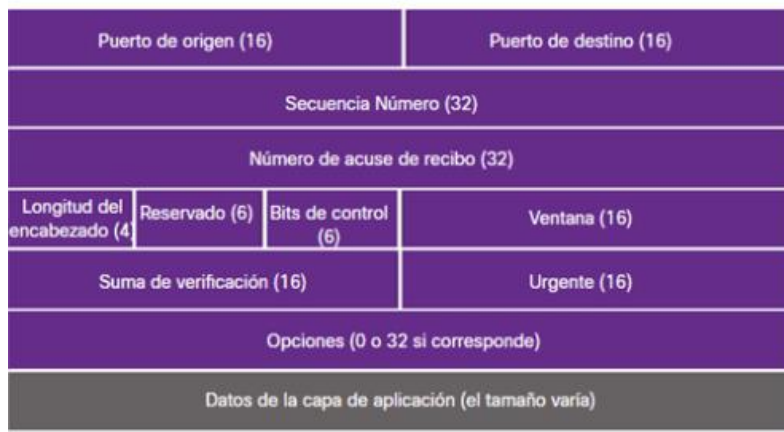 Puerto de origen (16)
Puerto de destino (16)
Secuencia Número (32)
Número de acuse de recibo (32)
Longitud del
encabezado (4)
Reservado (6)
Bits de control
(6)
Ventana (16)
Suma de verificación (16)
Urgente (16)
Opciones (0 o 32 si corresponde)
Datos de la capa de aplicación (el tamaño varía)